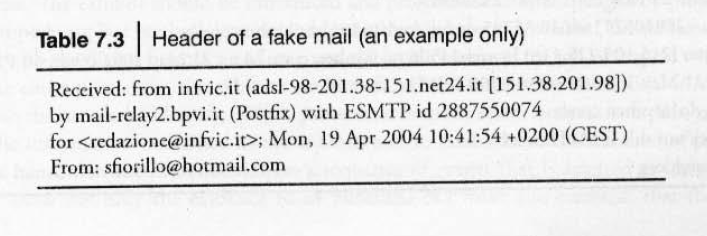 Table 7.3 Header of a fake mail (an example only)
Received: from infvic.it (adsl-98-201.38-151.net24.it [151.38.201.98])
by mail-relay2.bpvi.it (Postfix) with ESMTP id 2887550074
for <redazione@infvic.it>; Mon, 19 Apr 2004 10:41:54 +0200 (CEST)
From: sfiorillo@hotmail.com